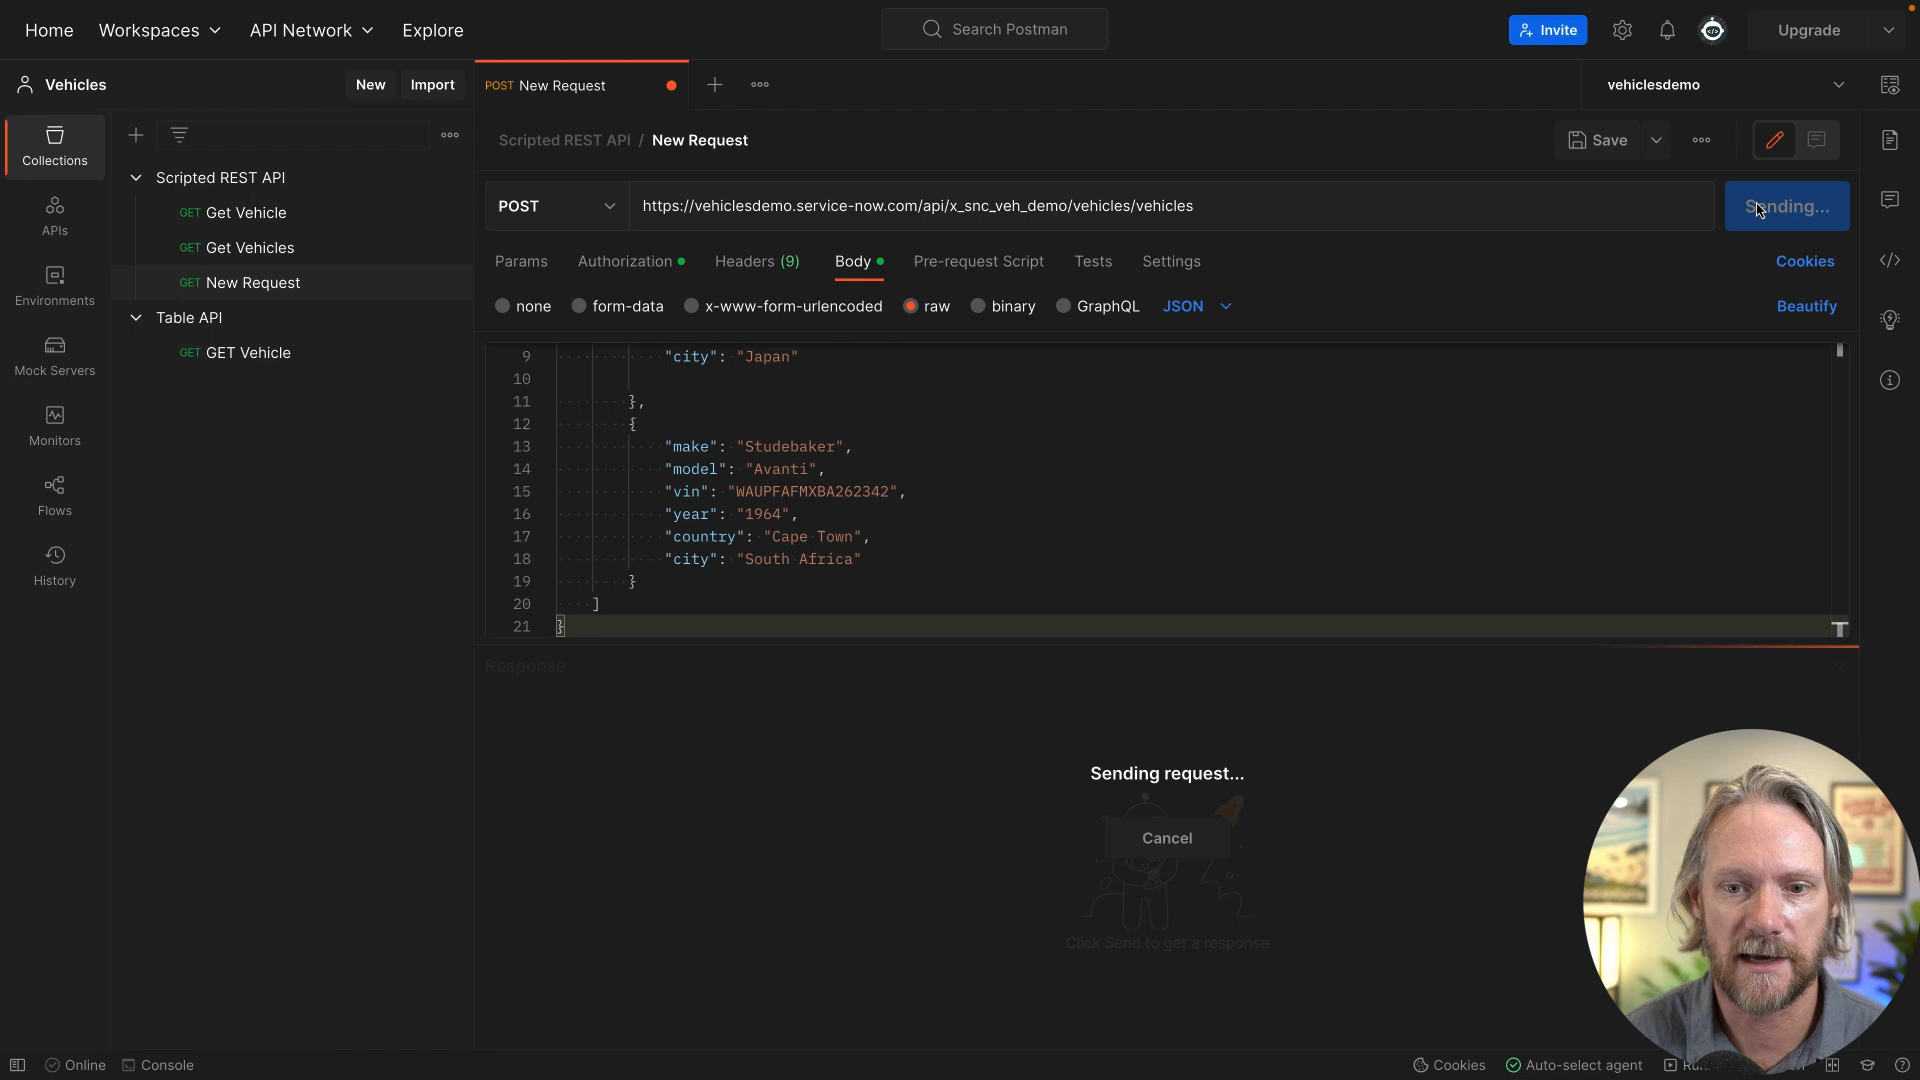 Home Workspaces API Network Explore Search Postman Invite Upgrade
Vehicles New Import POST New Request vehiclesdemo
Scripted REST API / New Request Save
Collections
APIs
Environments
Mock Servers
Monitors
Flows
History
Scripted REST API
GET Get Vehicle
GET Get Vehicles
GET New Request
Table API
GET GET Vehicle
POST https://vehiclesdemo.service-now.com/api/x_snc_veh_demo/vehicles/vehicles Sending...
Params Authorization Headers (9) Body Pre-request Script Tests Settings Cookies
none form-data x-www-form-urlencoded raw binary GraphQL JSON Beautify
9 "city": "Japan"
10
11 },
12 {
13 "make": "Studebaker",
14 "model": "Avanti",
15 "vin": "WAUPFAFMXBA262342",
16 "year": "1964",
17 "country": "Cape Town",
18 "city": "South Africa"
19 }
20 ]
21 }
Response
Sending request...
Cancel
Click Send to get a response
Online Console Cookies Auto-select agent